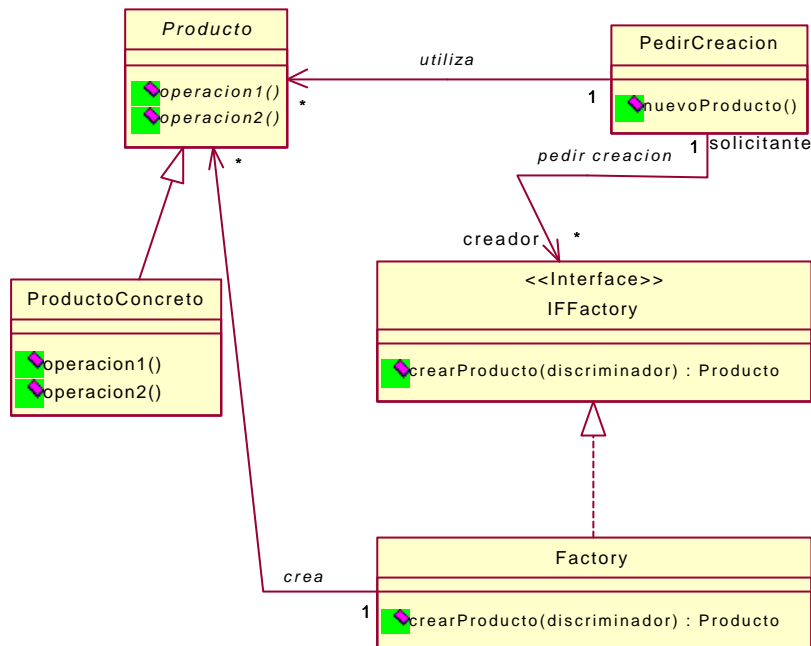 Producto
operacion1()
operacion2()
PedirCreacion
nuevoProducto()
utiliza
*
1
*
pedir creacion
1
solicitante
creador
*
ProductoConcreto
operacion1()
operacion2()
<<Interface>>
IFFactory
crearProducto(discriminador) : Producto
Factory
crearProducto(discriminador) : Producto
crea
1